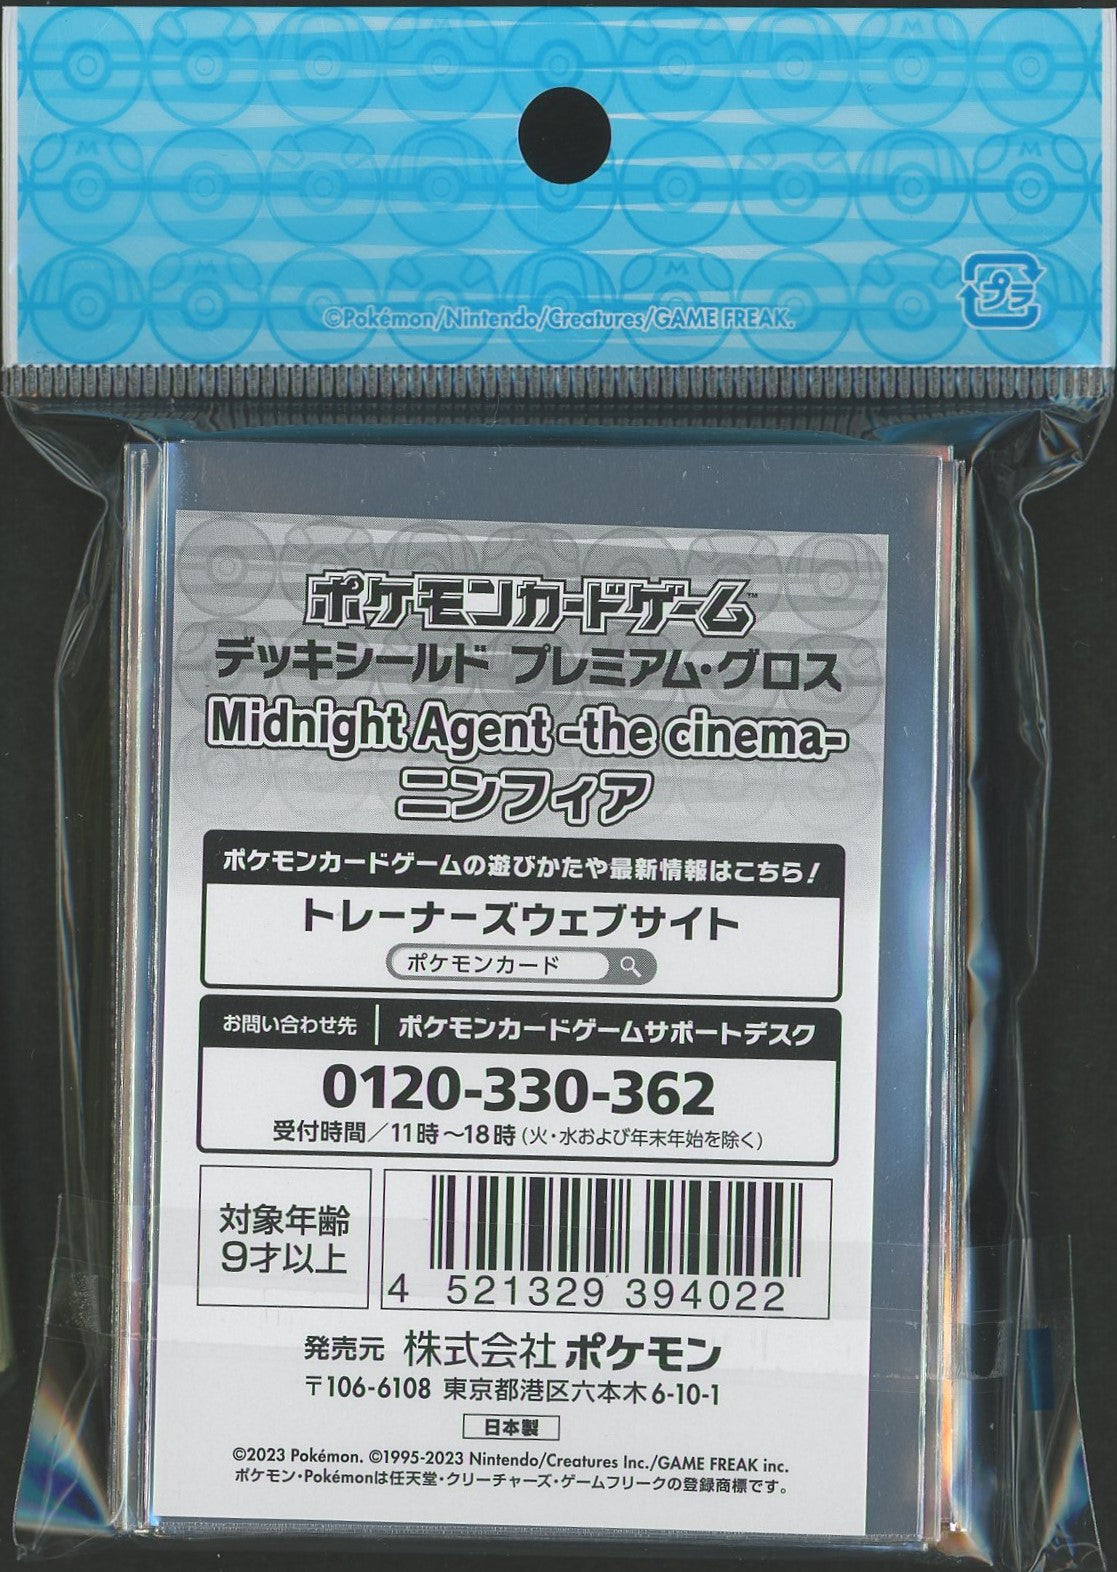 ©Pokémon/Nintendo/Creatures/GAME FREAK.
プラ
ポケモンカードゲーム™
デッキシールド プレミアム・グロス
Midnight Agent -the cinema-
ニンフィア
ポケモンカードゲームの遊びかたや最新情報はこちら!
トレーナーズウェブサイト
ポケモンカード
お問い合わせ先 ポケモンカードゲームサポートデスク
0120-330-362
受付時間/11時〜18時(火・水および年末年始を除く)
対象年齢
9才以上
4 521329 394022
発売元 株式会社ポケモン
〒106-6108 東京都港区六本木6-10-1
日本製
©2023 Pokémon. ©1995-2023 Nintendo/Creatures Inc./GAME FREAK inc.
ポケモン・Pokémonは任天堂・クリーチャーズ・ゲームフリークの登録商標です。